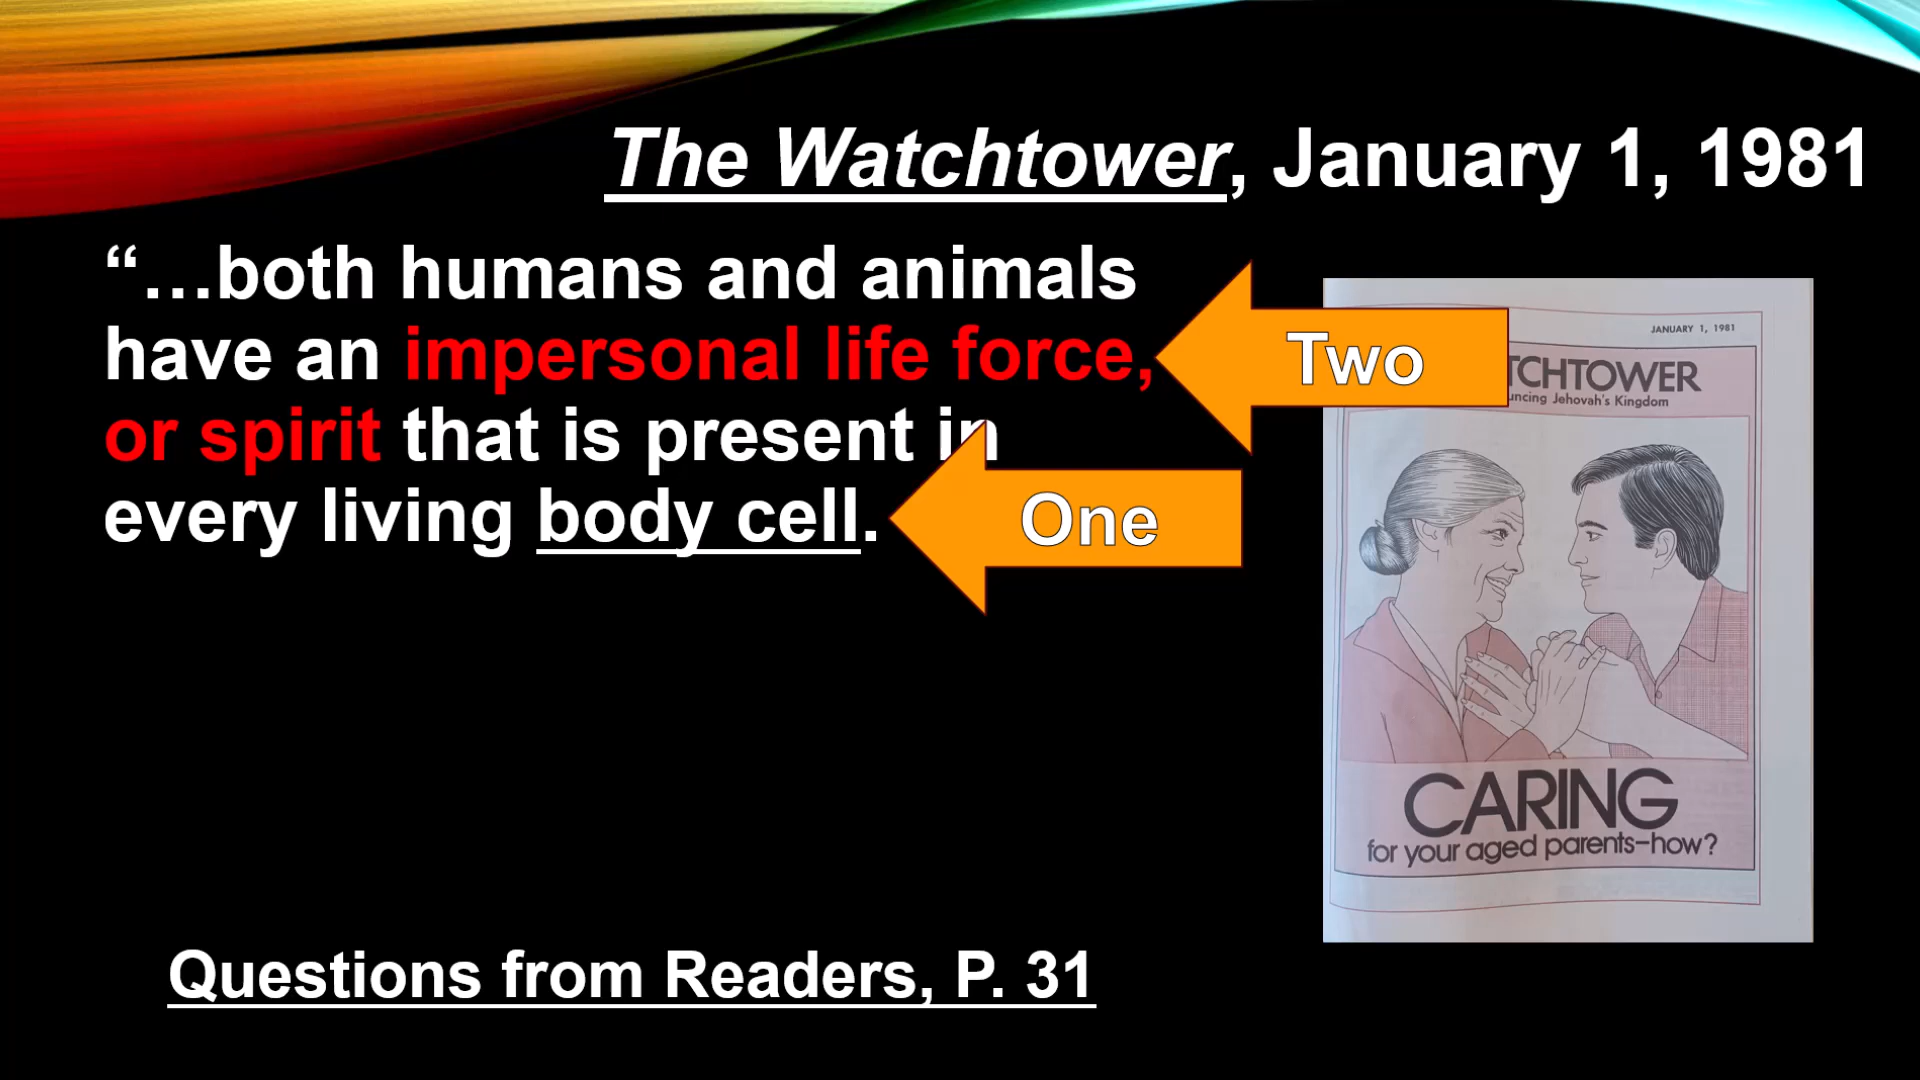 The Watchtower, January 1, 1981
“…both humans and animals
have an impersonal life force,
or spirit that is present in
every living body cell.
Two
One
JANUARY 1, 1981
TCHTOWER
uncing Jehovah's Kingdom
CARING
for your aged parents–how?
Questions from Readers, P. 31